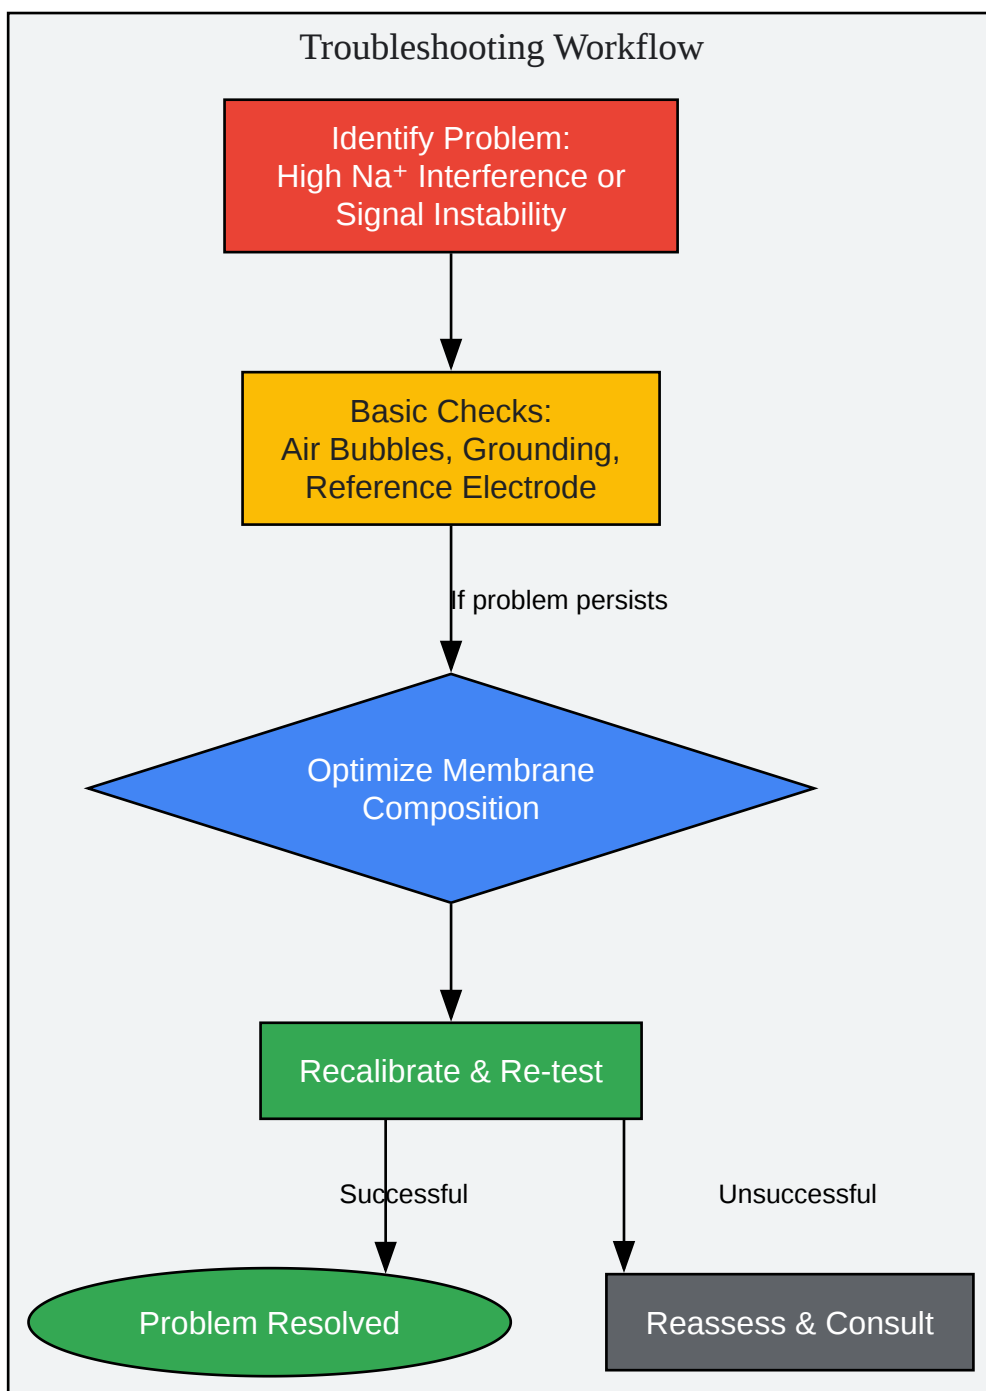 Troubleshooting Workflow
Identify Problem:
High Na⁺ Interference or
Signal Instability
Basic Checks:
Air Bubbles, Grounding,
Reference Electrode
If problem persists
Optimize Membrane
Composition
Recalibrate & Re-test
Successful
Unsuccessful
Problem Resolved
Reassess & Consult